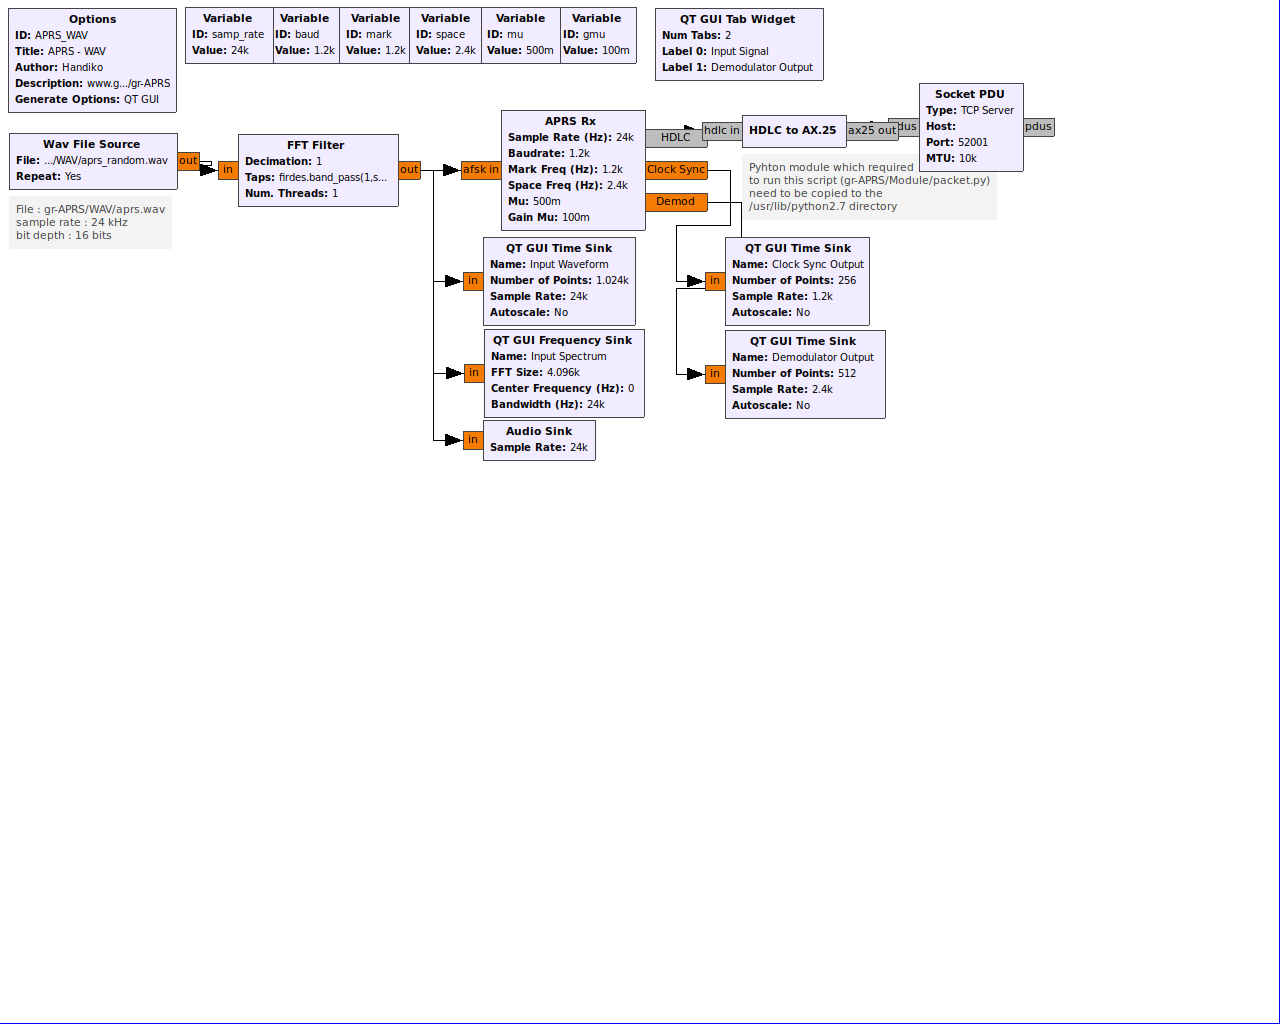 Options
ID: APRS_WAV
Title: APRS - WAV
Author: Handiko
Description: www.g.../gr-APRS
Generate Options: QT GUI
Variable
ID: samp_rate
Value: 24k
Variable
ID: baud
Value: 1.2k
Variable
ID: mark
Value: 1.2k
Variable
ID: space
Value: 2.4k
Variable
ID: mu
Value: 500m
Variable
ID: gmu
Value: 100m
QT GUI Tab Widget
Num Tabs: 2
Label 0: Input Signal
Label 1: Demodulator Output
Wav File Source
File: .../WAV/aprs_random.wav
Repeat: Yes
out
File : gr-APRS/WAV/aprs.wav
sample rate : 24 kHz
bit depth : 16 bits
in
FFT Filter
Decimation: 1
Taps: firdes.band_pass(1,s...
Num. Threads: 1
out
afsk in
APRS Rx
Sample Rate (Hz): 24k
Baudrate: 1.2k
Mark Freq (Hz): 1.2k
Space Freq (Hz): 2.4k
Mu: 500m
Gain Mu: 100m
HDLC
Clock Sync
Demod
hdlc in
HDLC to AX.25
ax25 out
dus
Socket PDU
Type: TCP Server
Host:
Port: 52001
MTU: 10k
pdus
Pyhton module which required
to run this script (gr-APRS/Module/packet.py)
need to be copied to the
/usr/lib/python2.7 directory
in
QT GUI Time Sink
Name: Input Waveform
Number of Points: 1.024k
Sample Rate: 24k
Autoscale: No
in
QT GUI Time Sink
Name: Clock Sync Output
Number of Points: 256
Sample Rate: 1.2k
Autoscale: No
in
QT GUI Frequency Sink
Name: Input Spectrum
FFT Size: 4.096k
Center Frequency (Hz): 0
Bandwidth (Hz): 24k
in
QT GUI Time Sink
Name: Demodulator Output
Number of Points: 512
Sample Rate: 2.4k
Autoscale: No
in
Audio Sink
Sample Rate: 24k